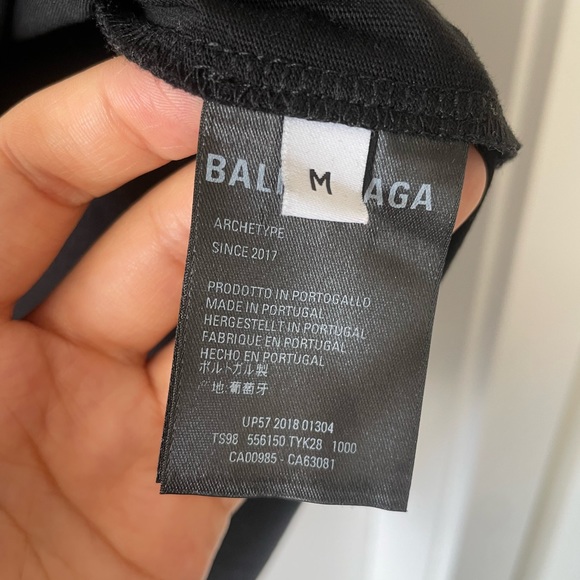 M
BAL AGA
ARCHETYPE
SINCE 2017
PRODOTTO IN PORTOGALLO
MADE IN PORTUGAL
HERGESTELLT IN PORTUGAL
FABRIQUE EN PORTUGAL
HECHO EN PORTUGAL
ポルトガル製
地:葡萄牙
UP57 2018 01304
TS98 556150 TYK28 1000
CA00985 - CA63081